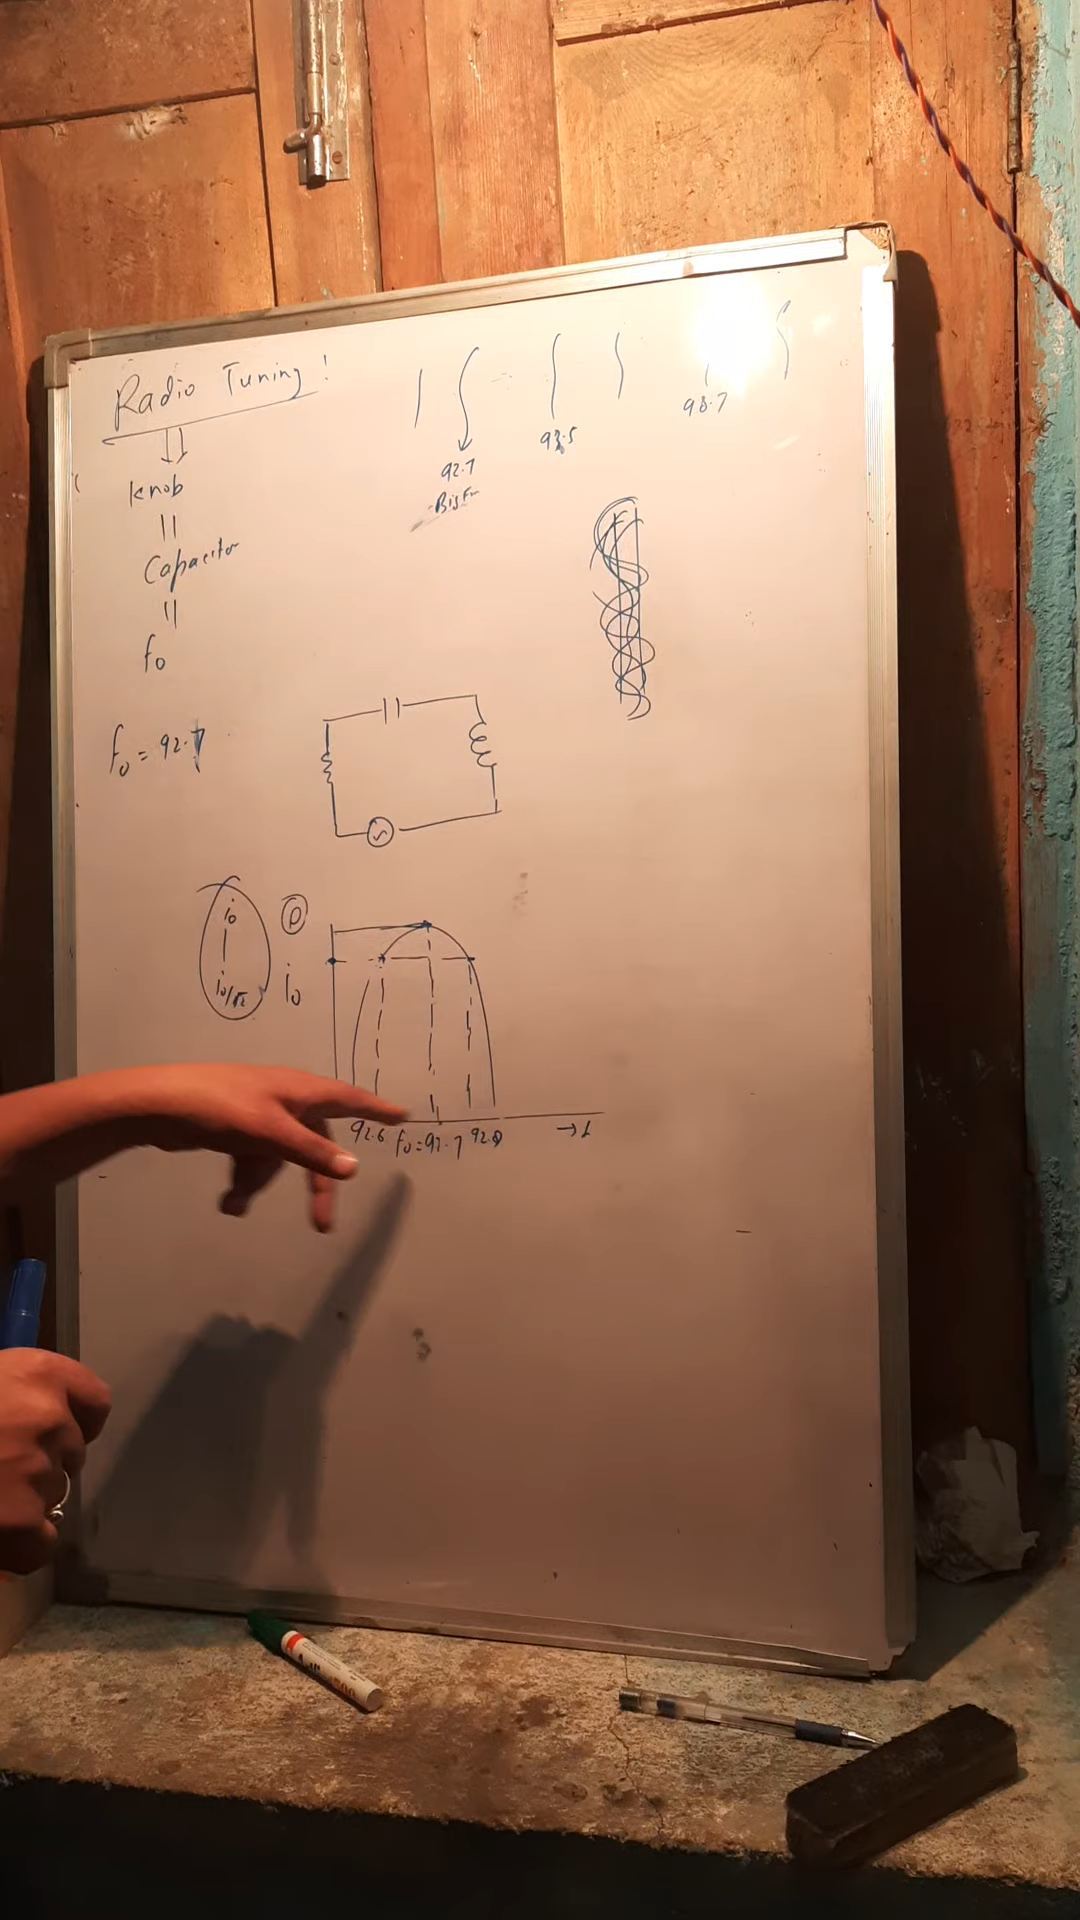 Radio Tuning!
Knob
Capacitor
f0
92.7
Big Fm
93.5
98.7
f0 = 92.7
i0
i0/√2
P
i0
92.6 f0=92.7 92.8
→f